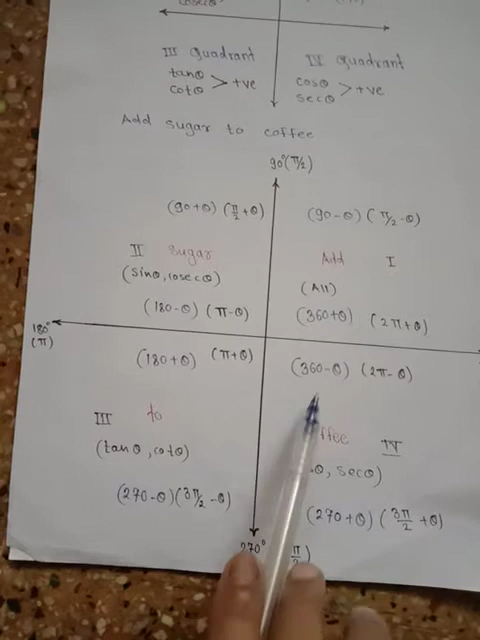 cosecθ
III Quadrant
IV Quadrant
tanθ
cotθ > +ve
cosθ
secθ > +ve
Add sugar to coffee
90°(π/2)
(90+θ) (π/2+θ)
(90-θ) (π/2-θ)
II sugar
Add I
(sinθ, cosecθ)
(All)
(180-θ) (π-θ)
(360+θ) (2π+θ)
180°
(π)
(180+θ) (π+θ)
(360-θ) (2π-θ)
III to
ffee IV
(tanθ, cotθ)
θ, secθ)
(270-θ)(3π/2-θ)
(270+θ) (3π/2+θ)
270°
π/2)